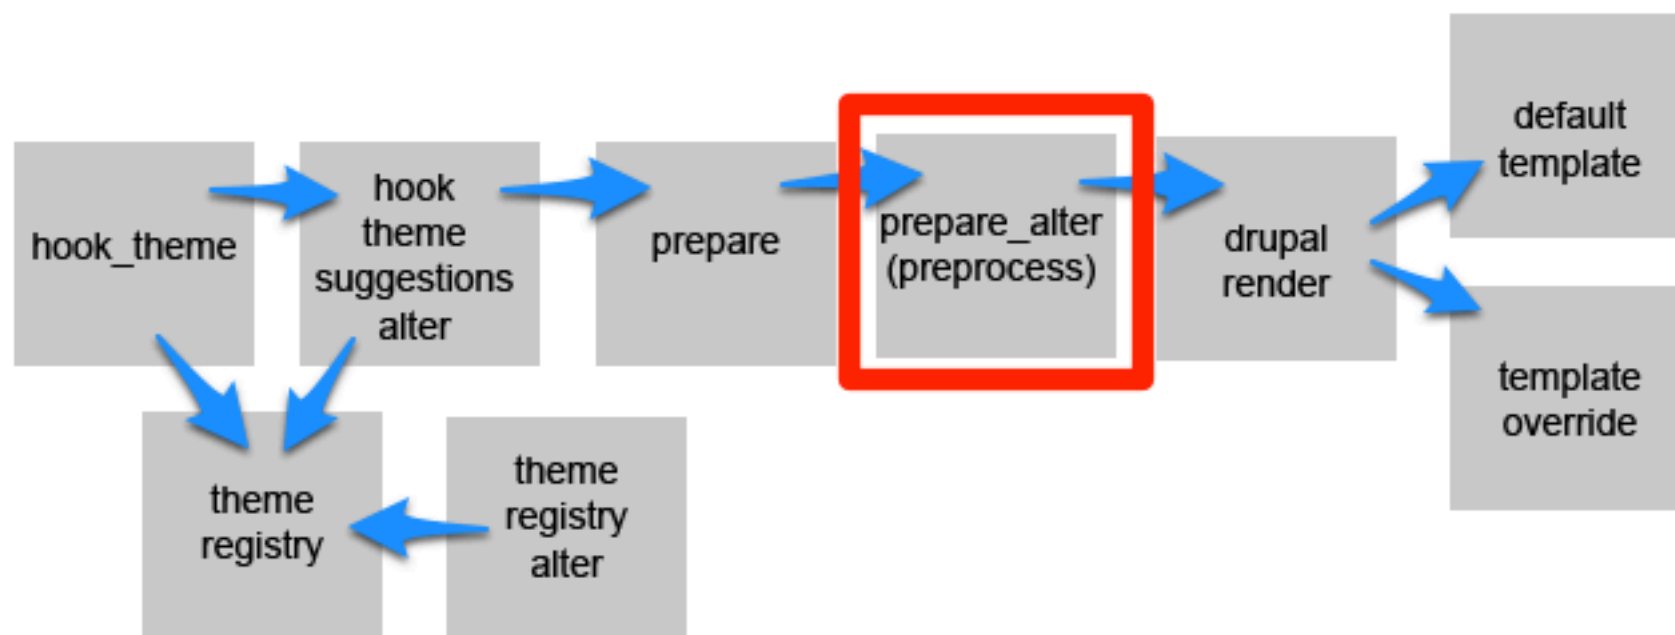 hook_theme
hook
theme
suggestions
alter
prepare
prepare_alter
(preprocess)
drupal
render
default
template
template
override
theme
registry
theme
registry
alter